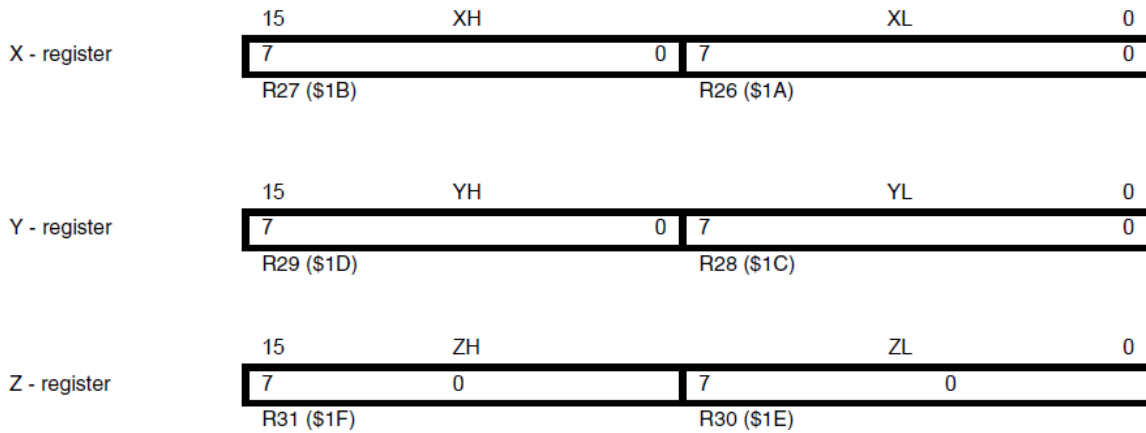 15 XH XL 0
X - register 7 0 7 0
R27 ($1B) R26 ($1A)
15 YH YL 0
Y - register 7 0 7 0
R29 ($1D) R28 ($1C)
15 ZH ZL 0
Z - register 7 0 7 0
R31 ($1F) R30 ($1E)